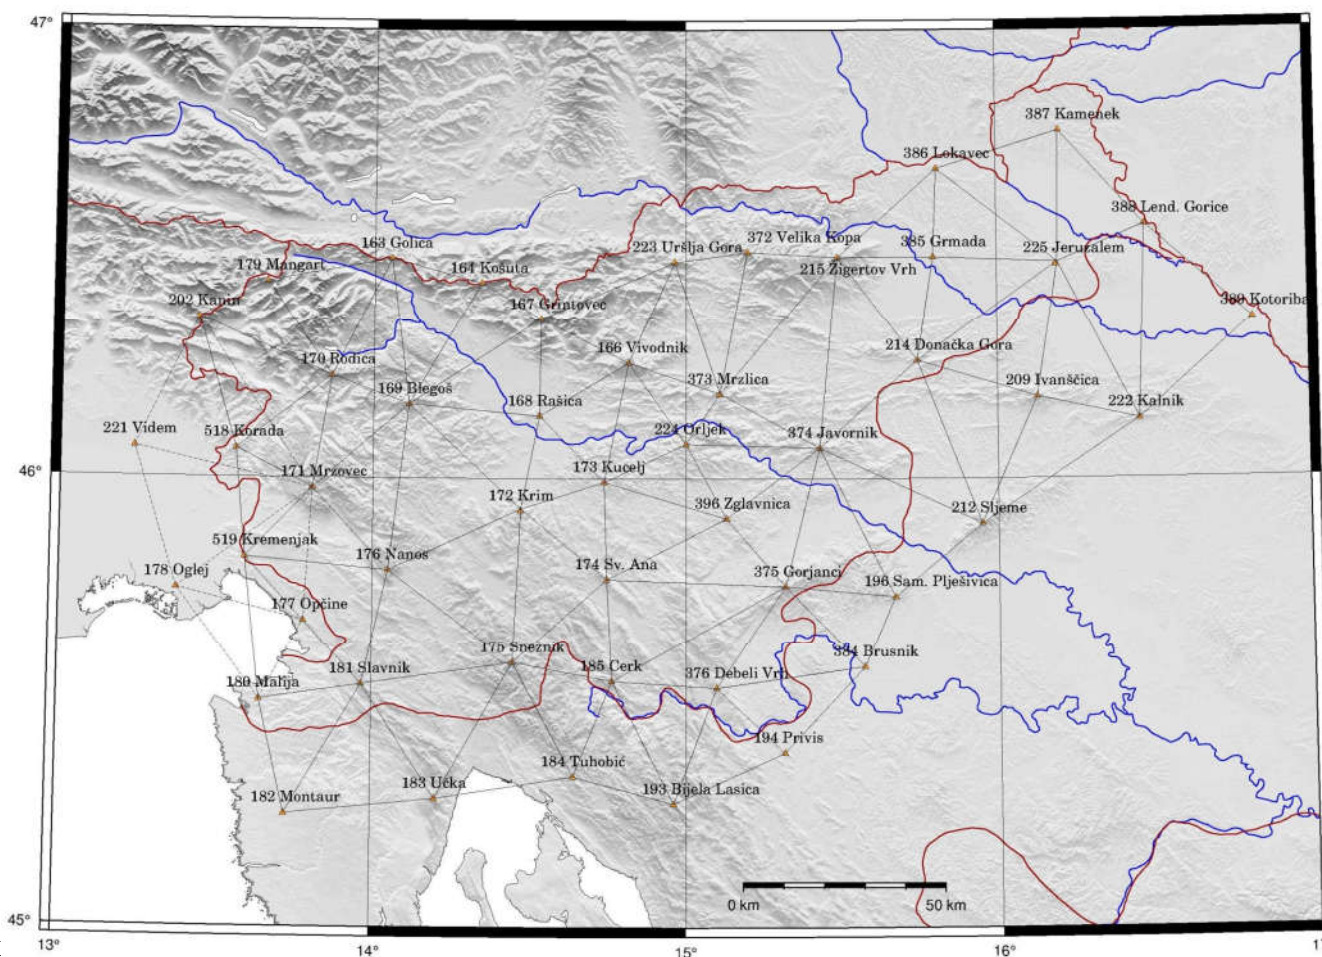 47°
387 Kamenek
386 Lokavec
388 Lend. Gorice
163 Golica
223 Uršlja Gora
372 Velika Kopa
385 Grmada
225 Jeruzalem
179 Mangart
164 Košuta
215 Žigertov Vrh
202 Kanin
167 Grintovec
389 Kotoriba
170 Rodica
166 Vivodnik
214 Donačka Gora
169 Blegoš
373 Mrzlica
209 Ivanščica
168 Rašica
222 Kalnik
221 Videm
518 Korada
224 Orljek
374 Javornik
46°
171 Mrzovec
173 Kucelj
172 Krim
396 Zglavnica
212 Sljeme
519 Kremenjak
176 Nanos
178 Oglej
174 Sv. Ana
375 Gorjanci
196 Sam. Plješivica
177 Opčine
175 Snežnik
384 Brusnik
180 Malija
181 Slavnik
185 Cerk
376 Debeli Vrh
194 Privis
184 Tuhobić
183 Učka
182 Montaur
193 Bijela Lasica
0 km
50 km
45°
13°
14°
15°
16°